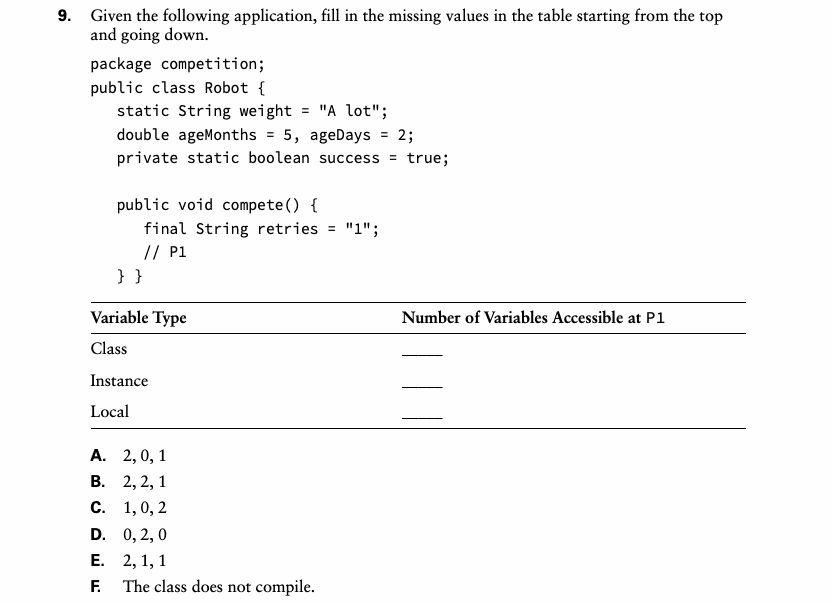 9. Given the following application, fill in the missing values in the table starting from the top
and going down.
package competition;
public class Robot {
static String weight = "A lot";
double ageMonths = 5, ageDays = 2;
private static boolean success = true;
public void compete() {
final String retries = "1";
// P1
} }
Variable Type Number of Variables Accessible at P1
Class _____
Instance _____
Local _____
A. 2, 0, 1
B. 2, 2, 1
C. 1, 0, 2
D. 0, 2, 0
E. 2, 1, 1
F. The class does not compile.